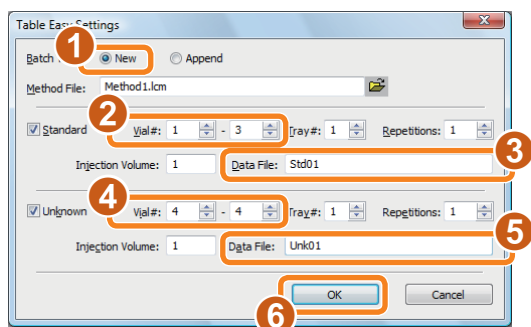 Table Easy Settings
1
Batch New Append
Method File: Method1.lcm
2
Standard Vial#: 1 - 3 Tray#: 1 Repetitions: 1
3
Injection Volume: 1 Data File: Std01
4
Unknown Vial#: 4 - 4 Tray#: 1 Repetitions: 1
5
Injection Volume: 1 Data File: Unk01
OK Cancel
6